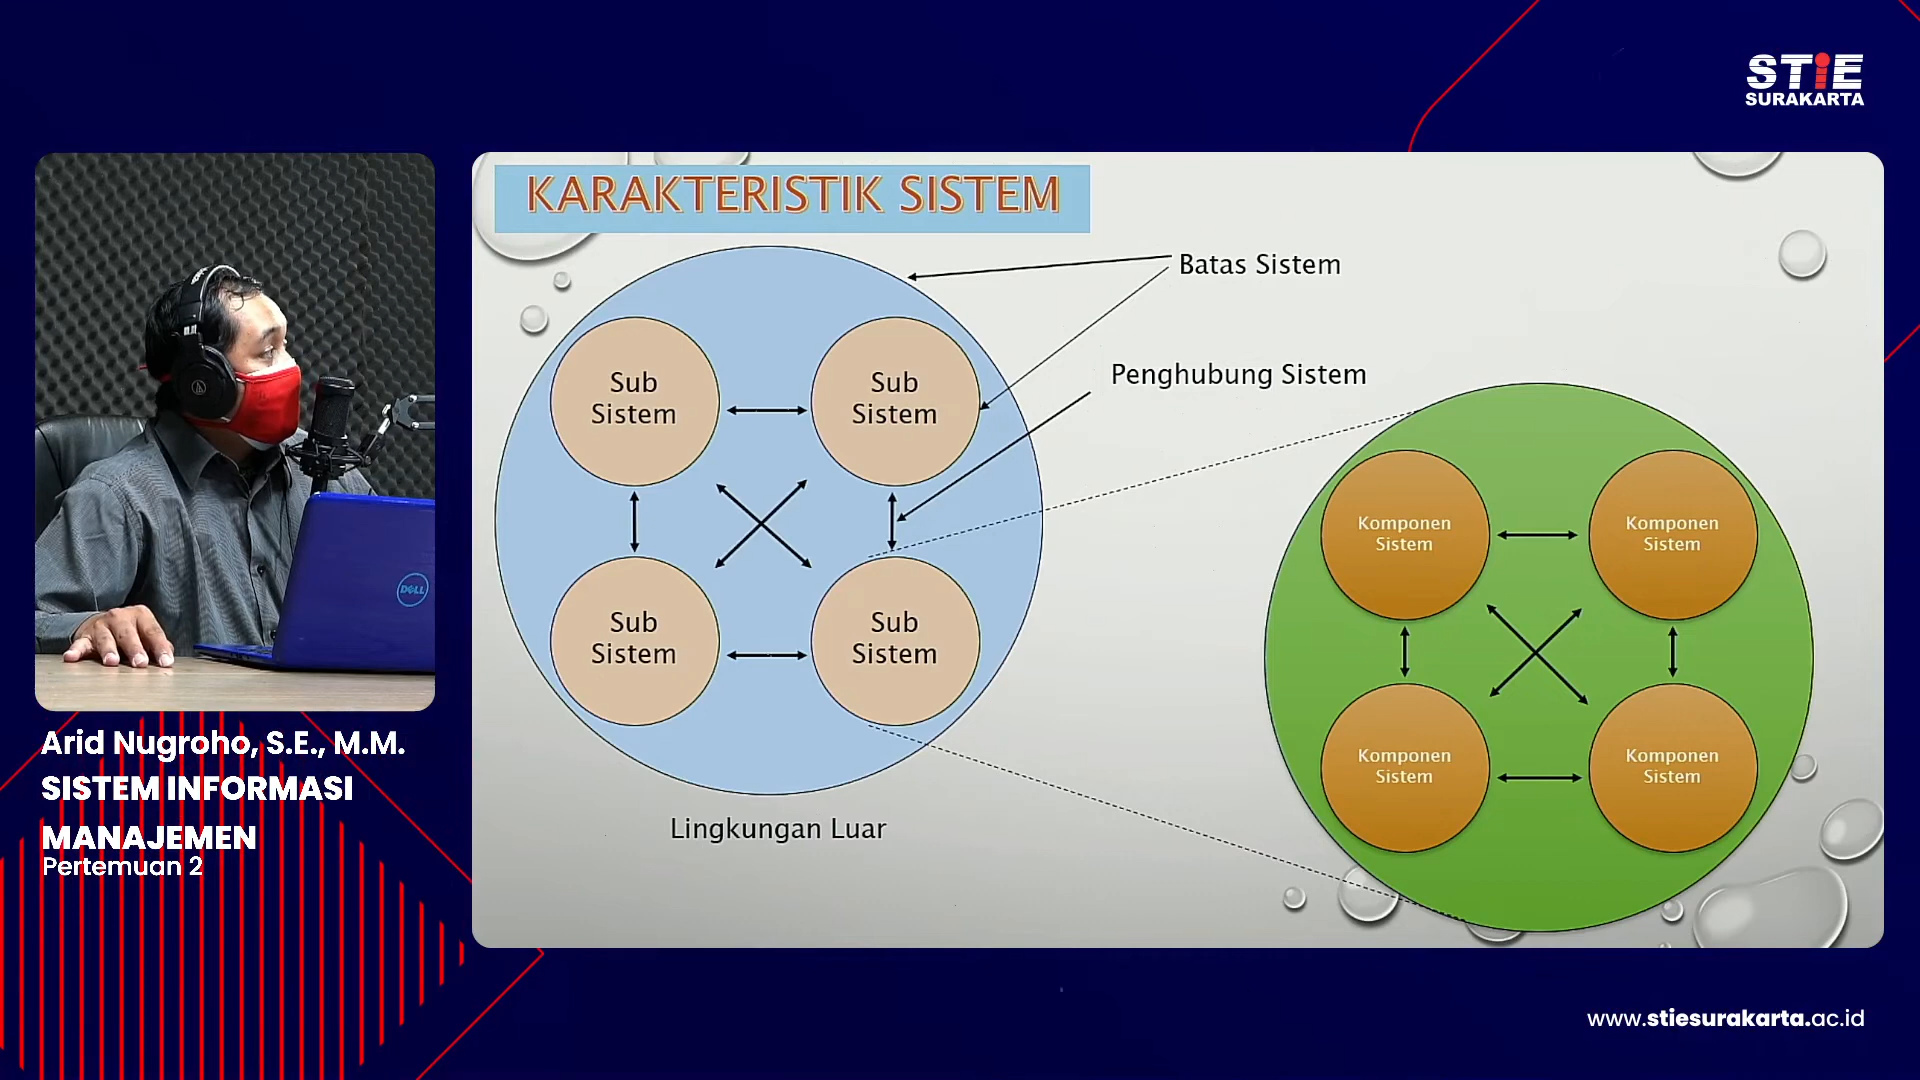 STiE
SURAKARTA
KARAKTERISTIK SISTEM
Batas Sistem
Penghubung Sistem
Sub
Sistem
Sub
Sistem
Sub
Sistem
Sub
Sistem
Lingkungan Luar
Komponen
Sistem
Komponen
Sistem
Komponen
Sistem
Komponen
Sistem
DELL
Arid Nugroho, S.E., M.M.
SISTEM INFORMASI
MANAJEMEN
Pertemuan 2
www.stiesurakarta.ac.id